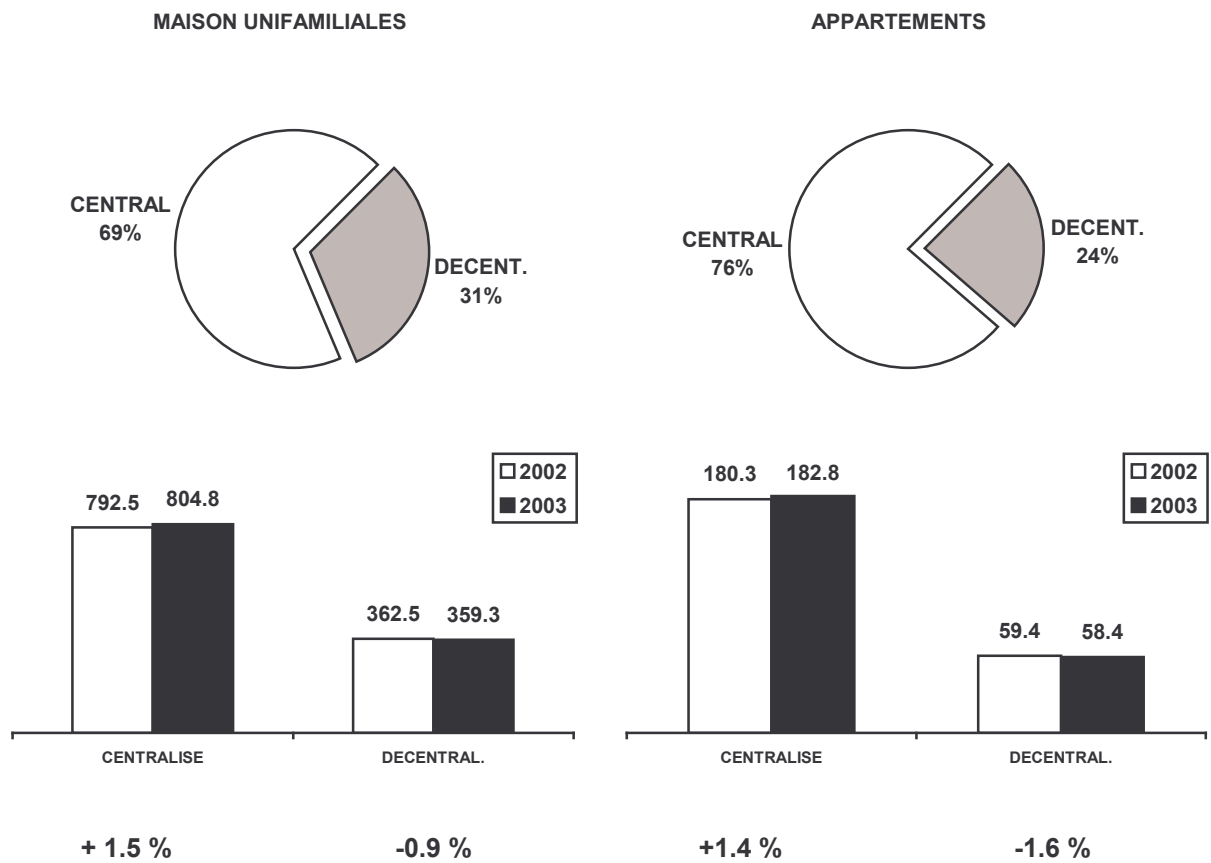 MAISON UNIFAMILIALES
APPARTEMENTS
CENTRAL
69%
DECENT.
31%
CENTRAL
76%
DECENT.
24%
2002
2003
792.5
804.8
362.5
359.3
CENTRALISE
DECENTRAL.
2002
2003
180.3
182.8
59.4
58.4
CENTRALISE
DECENTRAL.
+ 1.5 %
-0.9 %
+1.4 %
-1.6 %